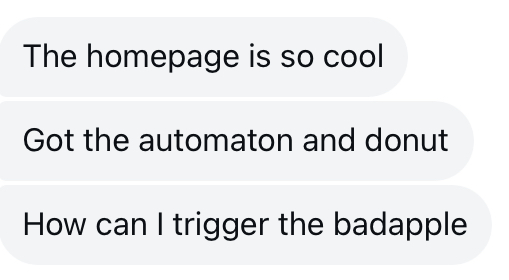 The homepage is so cool
Got the automaton and donut
How can I trigger the badapple